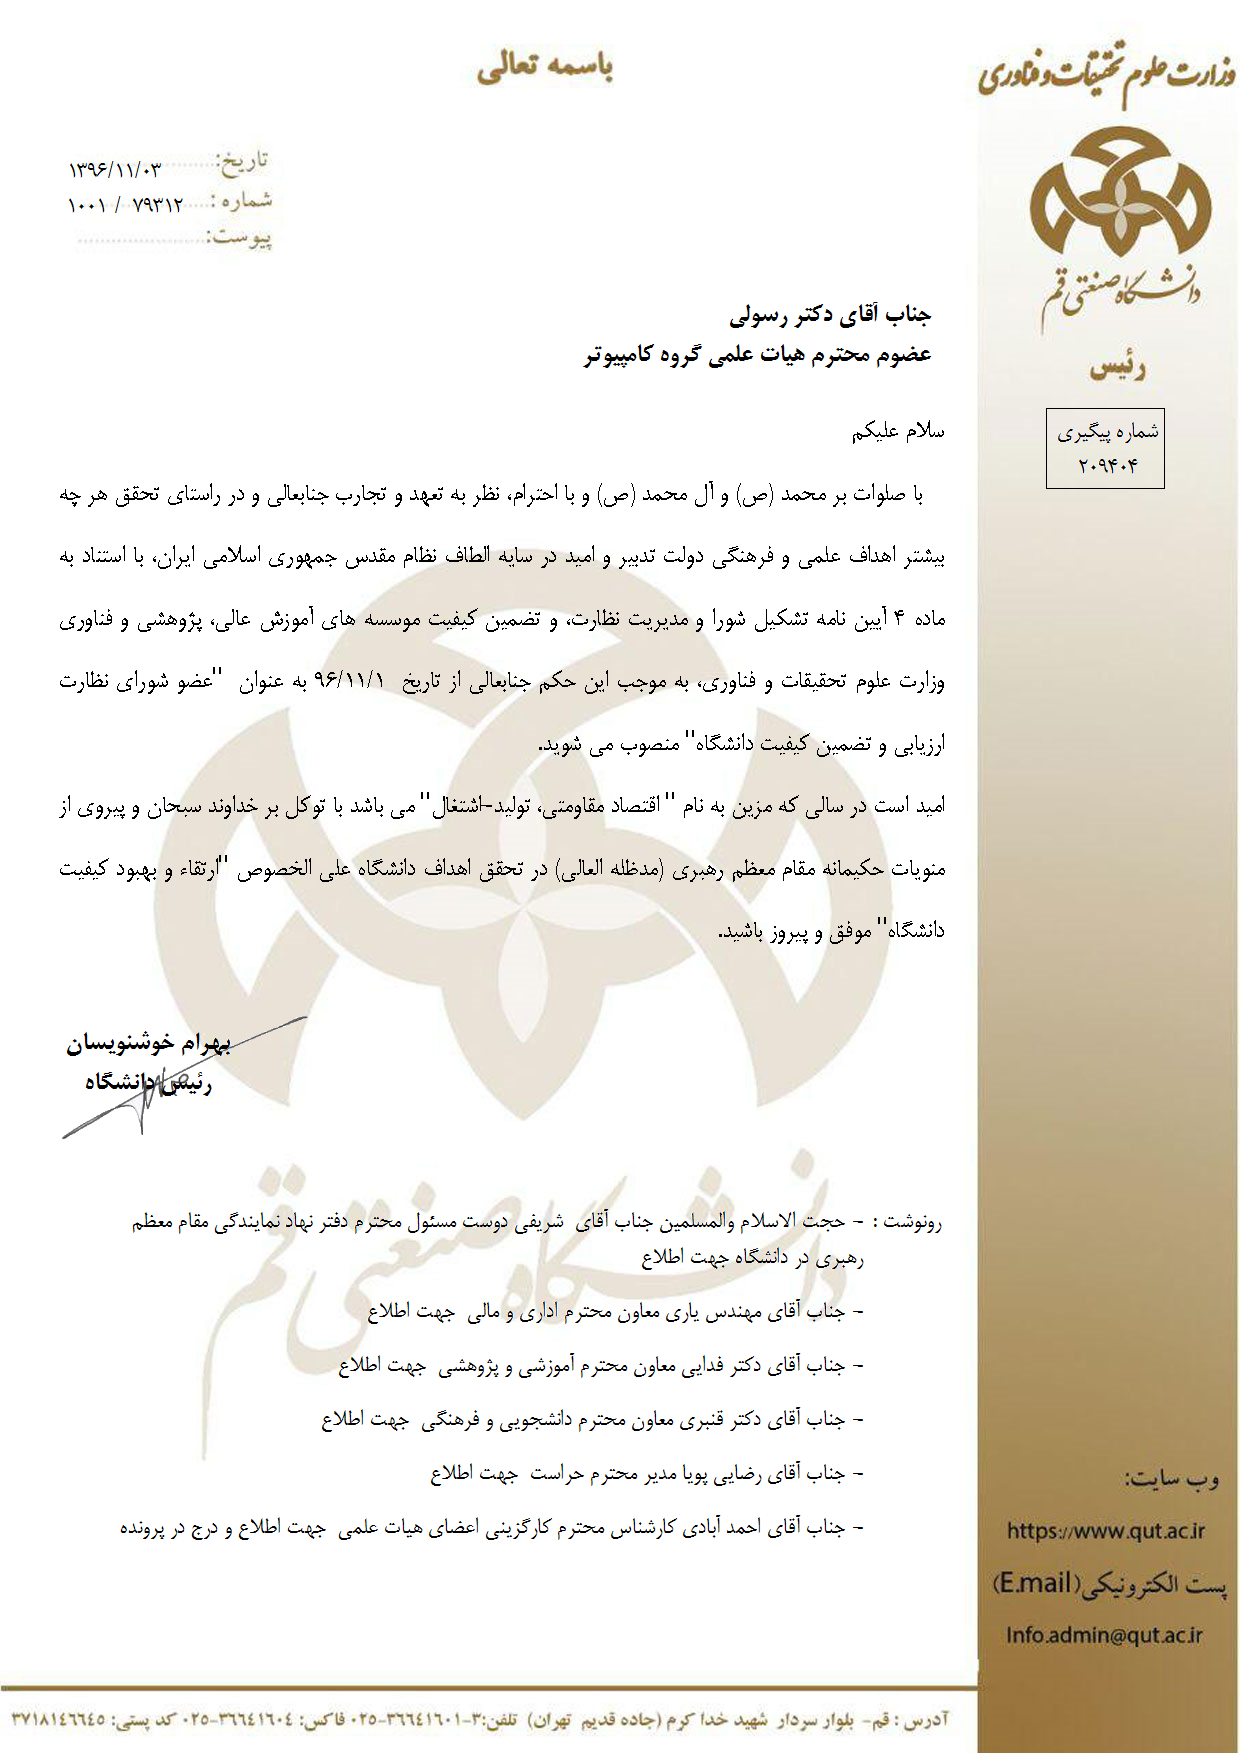 باسمه تعالی
وزارت علوم تحقیقات و فناوری
دانشگاه صنعتی قم
رئیس
شماره پیگیری
۲۰۹۴۰۴
تاریخ: ۱۳۹۶/۱۱/۰۳
شماره: ۷۹۳۱۲ / ۱۰۰۱
پیوست:
جناب آقای دکتر رسولی
عضوم محترم هیات علمی گروه کامپیوتر
سلام علیکم
با صلوات بر محمد (ص) و آل محمد (ص) و با احترام، نظر به تعهد و تجارب جنابعالی و در راستای تحقق هر چه
بیشتر اهداف علمی و فرهنگی دولت تدبیر و امید در سایه الطاف نظام مقدس جمهوری اسلامی ایران، با استناد به
ماده ۴ آیین نامه تشکیل شورا و مدیریت نظارت، و تضمین کیفیت موسسه های آموزش عالی، پژوهشی و فناوری
وزارت علوم تحقیقات و فناوری، به موجب این حکم جنابعالی از تاریخ ۹۶/۱۱/۱ به عنوان "عضو شورای نظارت
ارزیابی و تضمین کیفیت دانشگاه" منصوب می شوید.
امید است در سالی که مزین به نام " اقتصاد مقاومتی، تولید-اشتغال" می باشد با توکل بر خداوند سبحان و پیروی از
منویات حکیمانه مقام معظم رهبری (مدظله العالی) در تحقق اهداف دانشگاه علی الخصوص "ارتقاء و بهبود کیفیت
دانشگاه" موفق و پیروز باشید.
بهرام خوشنویسان
رئیس دانشگاه
رونوشت : - حجت الاسلام والمسلمین جناب آقای شریفی دوست مسئول محترم دفتر نهاد نمایندگی مقام معظم
رهبری در دانشگاه جهت اطلاع
- جناب آقای مهندس یاری معاون محترم اداری و مالی جهت اطلاع
- جناب آقای دکتر فدایی معاون محترم آموزشی و پژوهشی جهت اطلاع
- جناب آقای دکتر قنبری معاون محترم دانشجویی و فرهنگی جهت اطلاع
- جناب آقای رضایی پویا مدیر محترم حراست جهت اطلاع
- جناب آقای احمد آبادی کارشناس محترم کارگزینی اعضای هیات علمی جهت اطلاع و درج در پرونده
دانشگاه صنعتی قم
وب سایت:
https://www.qut.ac.ir
پست الکترونیکی(E.mail)
Info.admin@qut.ac.ir
آدرس : قم- بلوار سردار شهید خدا کرم (جاده قدیم تهران) تلفن:۳-۳۶۶۴۱۶۰۱-۰۲۵ فاکس: ۳۶۶۴۱۶۰۴-۰۲۵ کد پستی: ۳۷۱۸۱۴۶۶۴۵